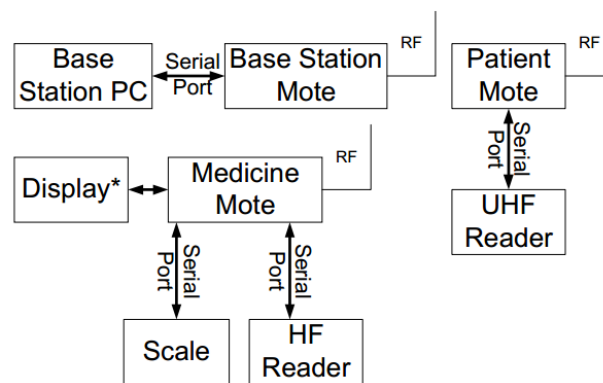 RF
RF
Base
Station PC
Serial
Port
Base Station
Mote
Patient
Mote
Serial
Port
RF
Display*
Medicine
Mote
UHF
Reader
Serial
Port
Serial
Port
Scale
HF
Reader